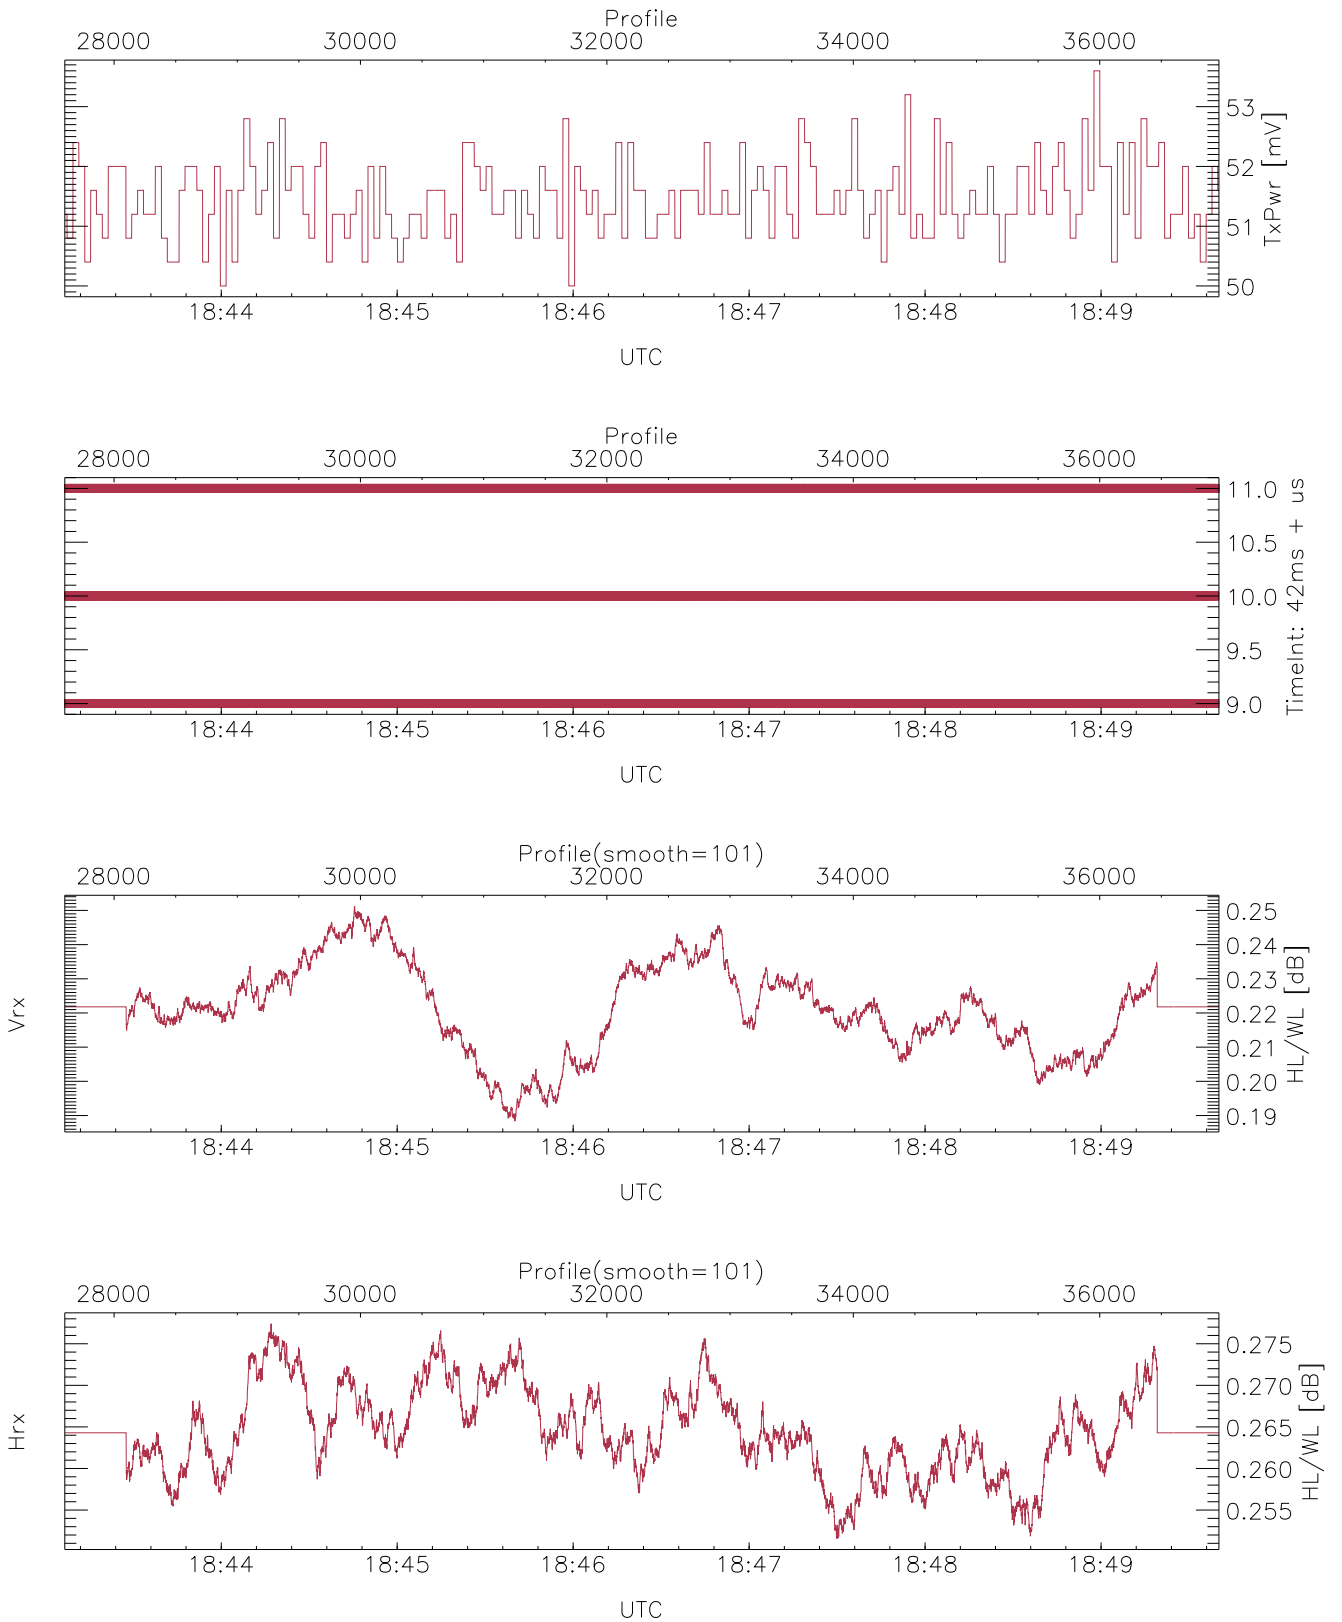 Profile
28000 30000 32000 34000 36000
53
52
51
50
TxPwr [mV]
18:44 18:45 18:46 18:47 18:48 18:49
UTC
Profile
28000 30000 32000 34000 36000
11.0
10.5
10.0
9.5
9.0
TimeInt: 42ms + us
18:44 18:45 18:46 18:47 18:48 18:49
UTC
Profile(smooth=101)
28000 30000 32000 34000 36000
Vrx
0.25
0.24
0.23
0.22
0.21
0.20
0.19
HL/WL [dB]
18:44 18:45 18:46 18:47 18:48 18:49
UTC
Profile(smooth=101)
28000 30000 32000 34000 36000
Hrx
0.275
0.270
0.265
0.260
0.255
HL/WL [dB]
18:44 18:45 18:46 18:47 18:48 18:49
UTC